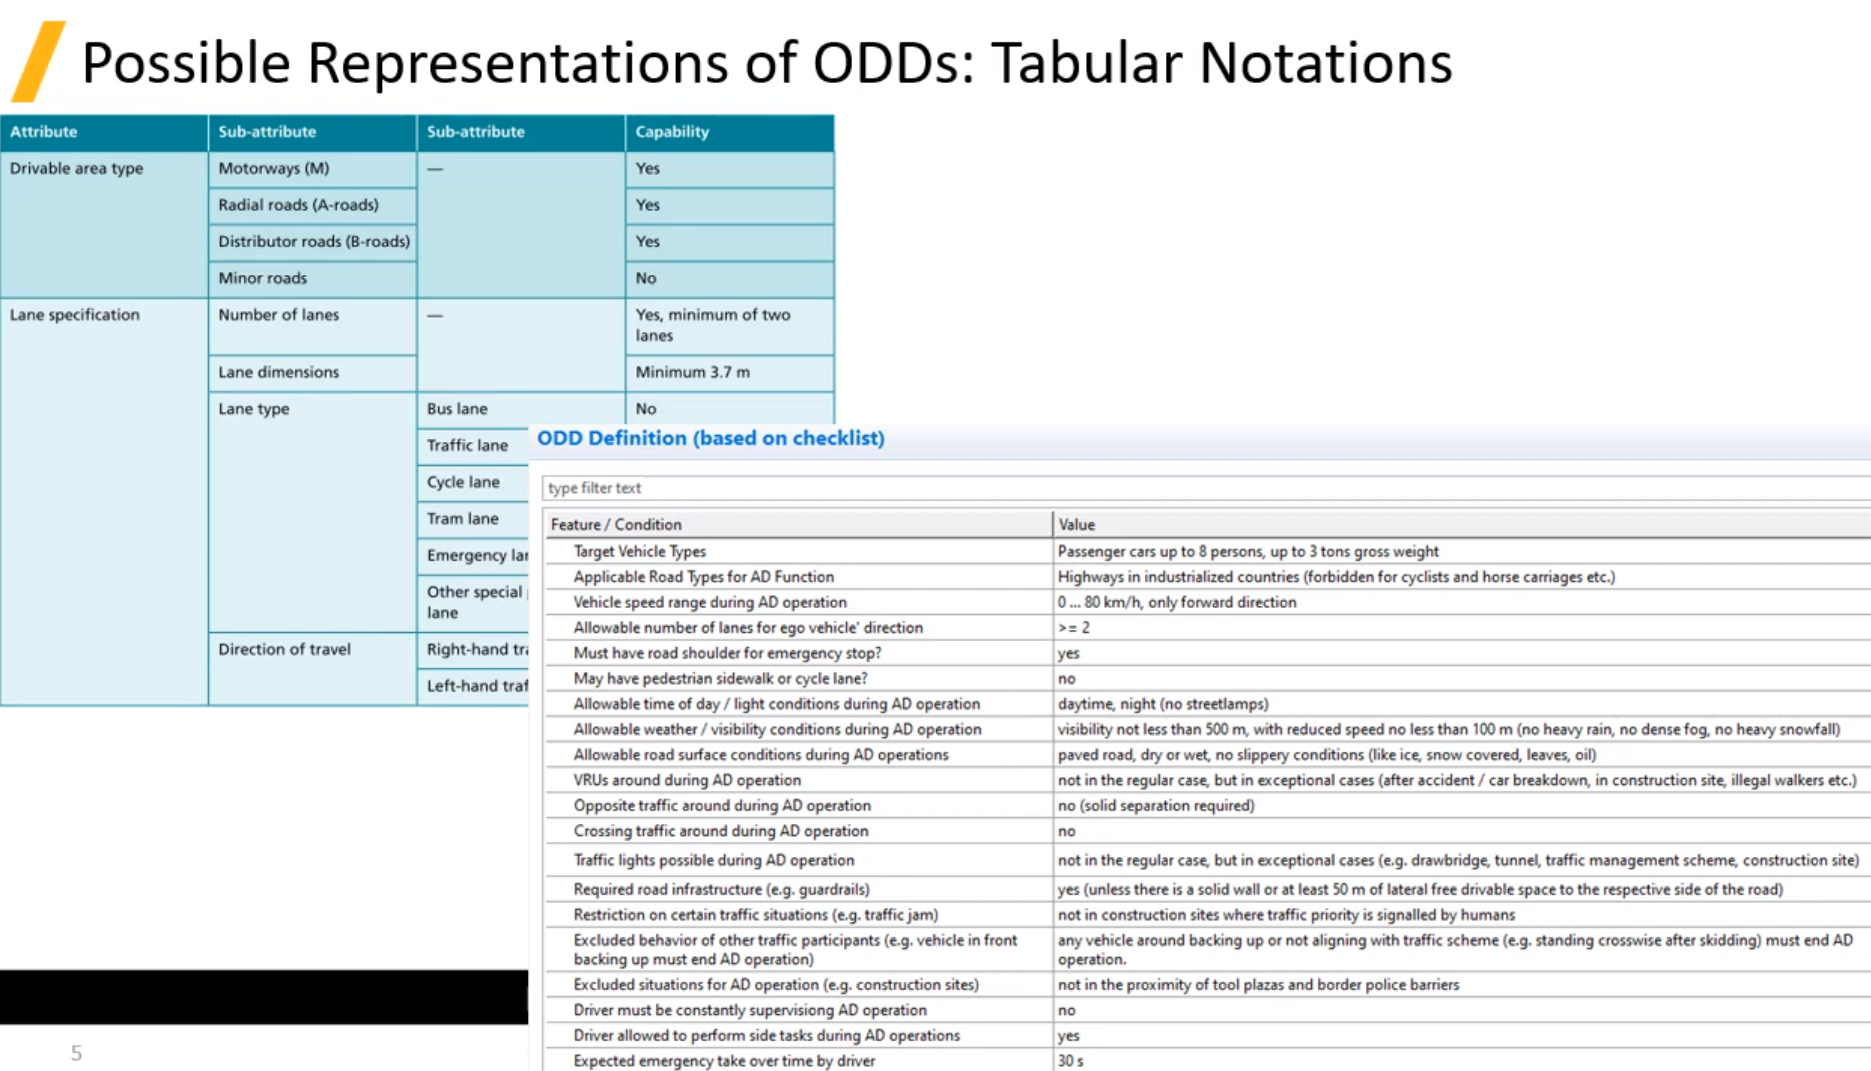 Possible Representations of ODDs: Tabular Notations
Attribute Sub-attribute Sub-attribute Capability
Drivable area type Motorways (M) — Yes
Radial roads (A-roads) Yes
Distributor roads (B-roads) Yes
Minor roads No
Lane specification Number of lanes — Yes, minimum of two
lanes
Lane dimensions Minimum 3.7 m
Lane type Bus lane No
Traffic lane
Cycle lane
Tram lane
Emergency
Other special
lane
Direction of travel Right-hand
Left-hand
ODD Definition (based on checklist)
type filter text
Feature / Condition Value
Target Vehicle Types Passenger cars up to 8 persons, up to 3 tons gross weight
Applicable Road Types for AD Function Highways in industrialized countries (forbidden for cyclists and horse carriages etc.)
Vehicle speed range during AD operation 0 ... 80 km/h, only forward direction
Allowable number of lanes for ego vehicle' direction >= 2
Must have road shoulder for emergency stop? yes
May have pedestrian sidewalk or cycle lane? no
Allowable time of day / light conditions during AD operation daytime, night (no streetlamps)
Allowable weather / visibility conditions during AD operation visibility not less than 500 m, with reduced speed no less than 100 m (no heavy rain, no dense fog, no heavy snowfall)
Allowable road surface conditions during AD operations paved road, dry or wet, no slippery conditions (like ice, snow covered, leaves, oil)
VRUs around during AD operation not in the regular case, but in exceptional cases (after accident / car breakdown, in construction site, illegal walkers etc.)
Opposite traffic around during AD operation no (solid separation required)
Crossing traffic around during AD operation no
Traffic lights possible during AD operation not in the regular case, but in exceptional cases (e.g. drawbridge, tunnel, traffic management scheme, construction site)
Required road infrastructure (e.g. guardrails) yes (unless there is a solid wall or at least 50 m of lateral free drivable space to the respective side of the road)
Restriction on certain traffic situations (e.g. traffic jam) not in construction sites where traffic priority is signalled by humans
Excluded behavior of other traffic participants (e.g. vehicle in front any vehicle around backing up or not aligning with traffic scheme (e.g. standing crosswise after skidding) must end AD
backing up must end AD operation) operation.
Excluded situations for AD operation (e.g. construction sites) not in the proximity of tool plazas and border police barriers
Driver must be constantly supervisiong AD operation no
Driver allowed to perform side tasks during AD operations yes
Expected emergency take over time by driver 30 s
5